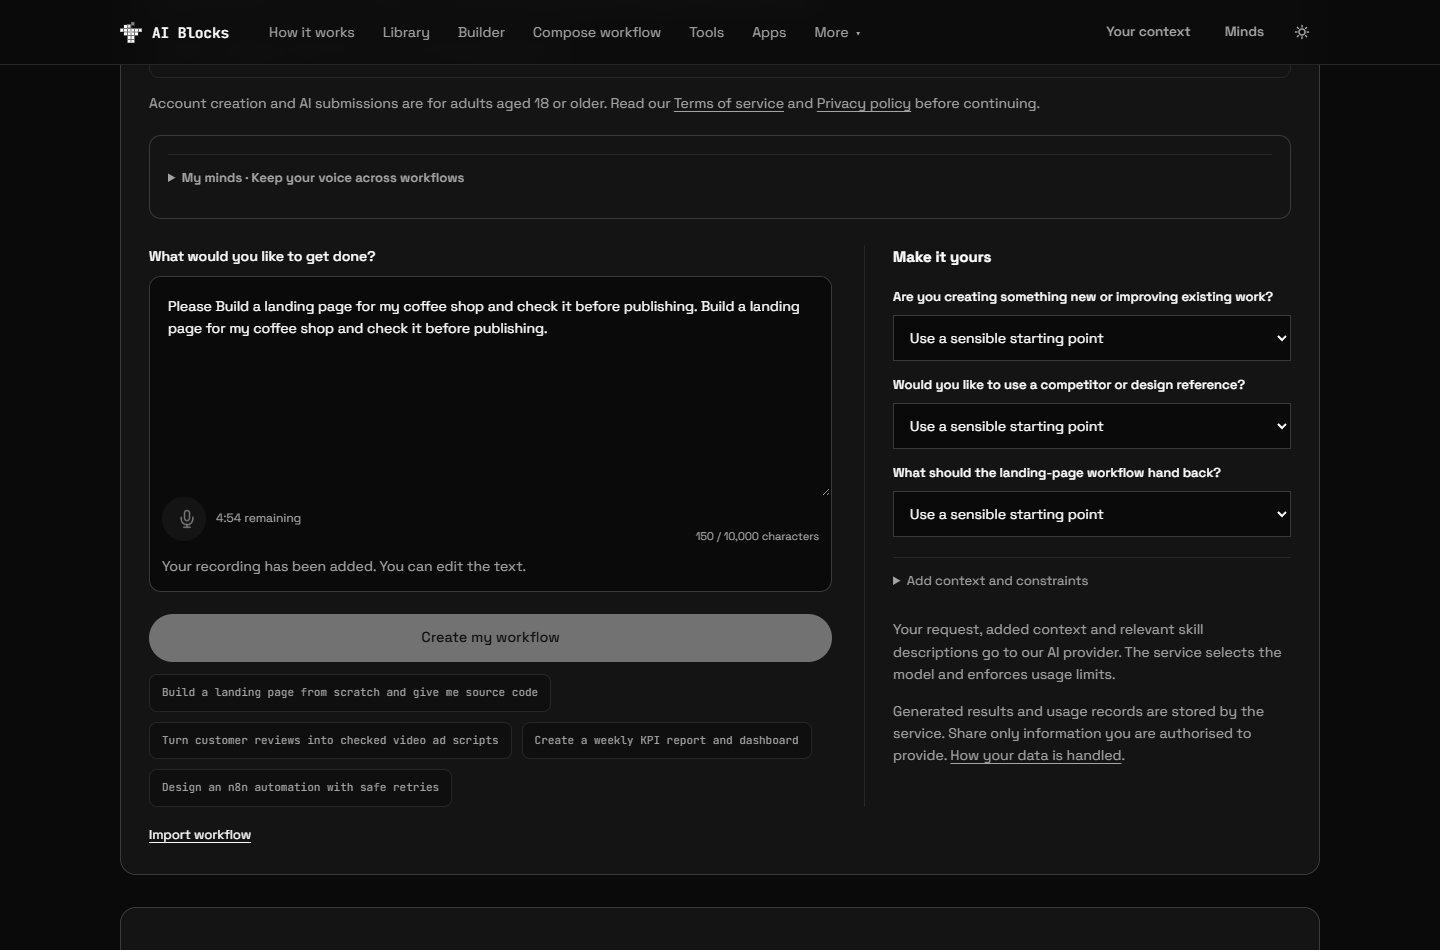 AI Blocks
How it works
Library
Builder
Compose workflow
Tools
Apps
More
Your context
Minds
Account creation and AI submissions are for adults aged 18 or older. Read our Terms of service and Privacy policy before continuing.
My minds · Keep your voice across workflows
What would you like to get done?
Please Build a landing page for my coffee shop and check it before publishing. Build a landing
page for my coffee shop and check it before publishing.
4:54 remaining
150 / 10,000 characters
Your recording has been added. You can edit the text.
Create my workflow
Build a landing page from scratch and give me source code
Turn customer reviews into checked video ad scripts
Create a weekly KPI report and dashboard
Design an n8n automation with safe retries
Import workflow
Make it yours
Are you creating something new or improving existing work?
Use a sensible starting point
Would you like to use a competitor or design reference?
Use a sensible starting point
What should the landing-page workflow hand back?
Use a sensible starting point
Add context and constraints
Your request, added context and relevant skill
descriptions go to our AI provider. The service selects the
model and enforces usage limits.
Generated results and usage records are stored by the
service. Share only information you are authorised to
provide. How your data is handled.